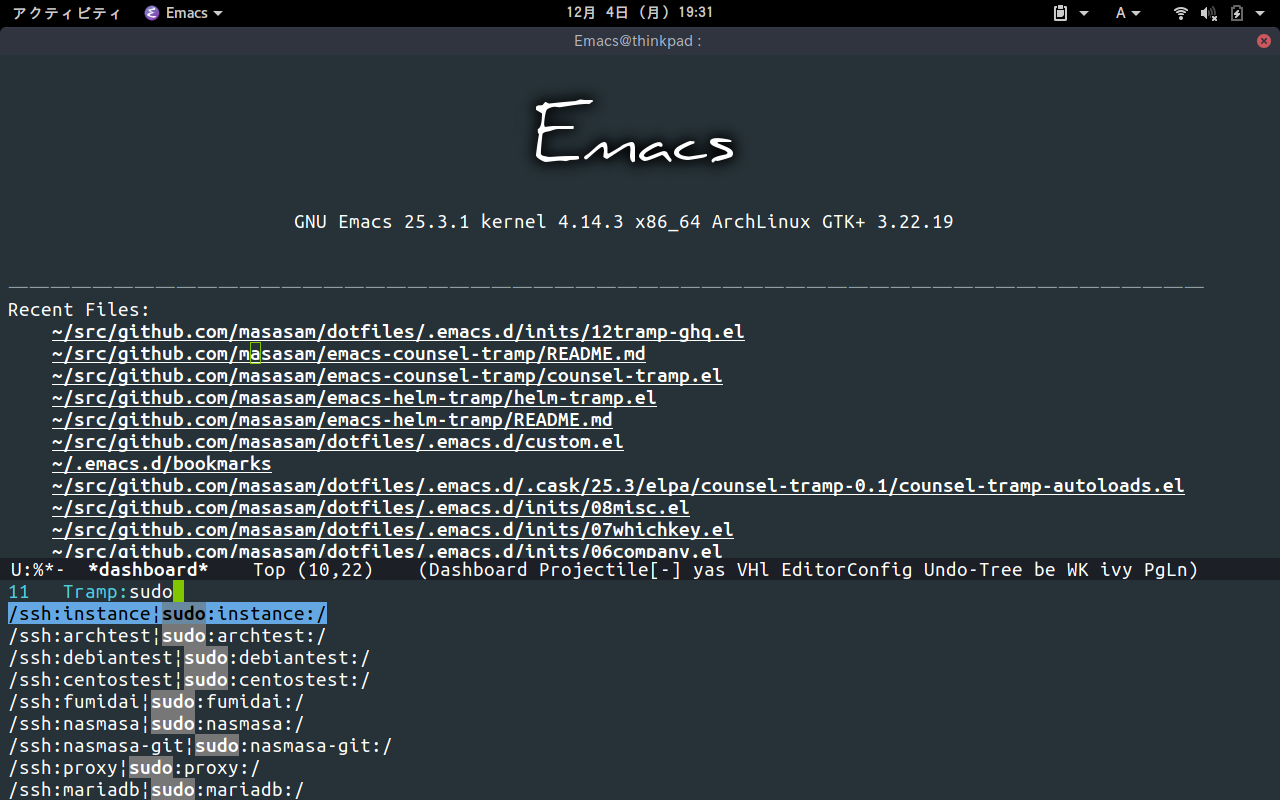 アクティビティ Emacs 12月 4日 (月) 19:31 A
Emacs@thinkpad :
Emacs
GNU Emacs 25.3.1 kernel 4.14.3 x86_64 ArchLinux GTK+ 3.22.19
Recent Files:
~/src/github.com/masasam/dotfiles/.emacs.d/inits/12tramp-ghq.el
~/src/github.com/masasam/emacs-counsel-tramp/README.md
~/src/github.com/masasam/emacs-counsel-tramp/counsel-tramp.el
~/src/github.com/masasam/emacs-helm-tramp/helm-tramp.el
~/src/github.com/masasam/emacs-helm-tramp/README.md
~/src/github.com/masasam/dotfiles/.emacs.d/custom.el
~/.emacs.d/bookmarks
~/src/github.com/masasam/dotfiles/.emacs.d/.cask/25.3/elpa/counsel-tramp-0.1/counsel-tramp-autoloads.el
~/src/github.com/masasam/dotfiles/.emacs.d/inits/08misc.el
~/src/github.com/masasam/dotfiles/.emacs.d/inits/07whichkey.el
~/src/github.com/masasam/dotfiles/.emacs.d/inits/06company.el
U:%*- *dashboard* Top (10,22) (Dashboard Projectile[-] yas VHl EditorConfig Undo-Tree be WK ivy PgLn)
11 Tramp:sudo
/ssh:instance¦sudo:instance:/
/ssh:archtest¦sudo:archtest:/
/ssh:debiantest¦sudo:debiantest:/
/ssh:centostest¦sudo:centostest:/
/ssh:fumidai¦sudo:fumidai:/
/ssh:nasmasa¦sudo:nasmasa:/
/ssh:nasmasa-git¦sudo:nasmasa-git:/
/ssh:proxy¦sudo:proxy:/
/ssh:mariadb¦sudo:mariadb:/